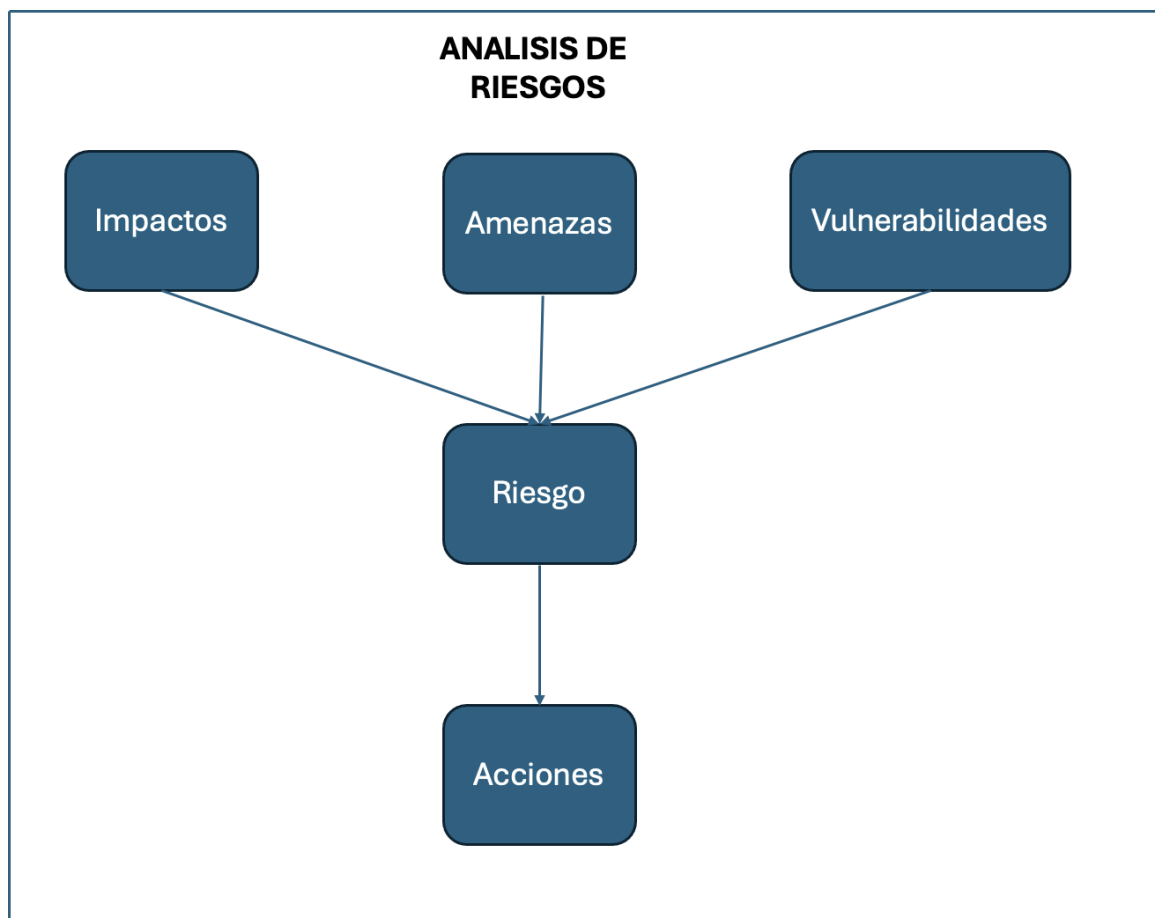 ANALISIS DE
RIESGOS
Impactos
Amenazas
Vulnerabilidades
Riesgo
Acciones